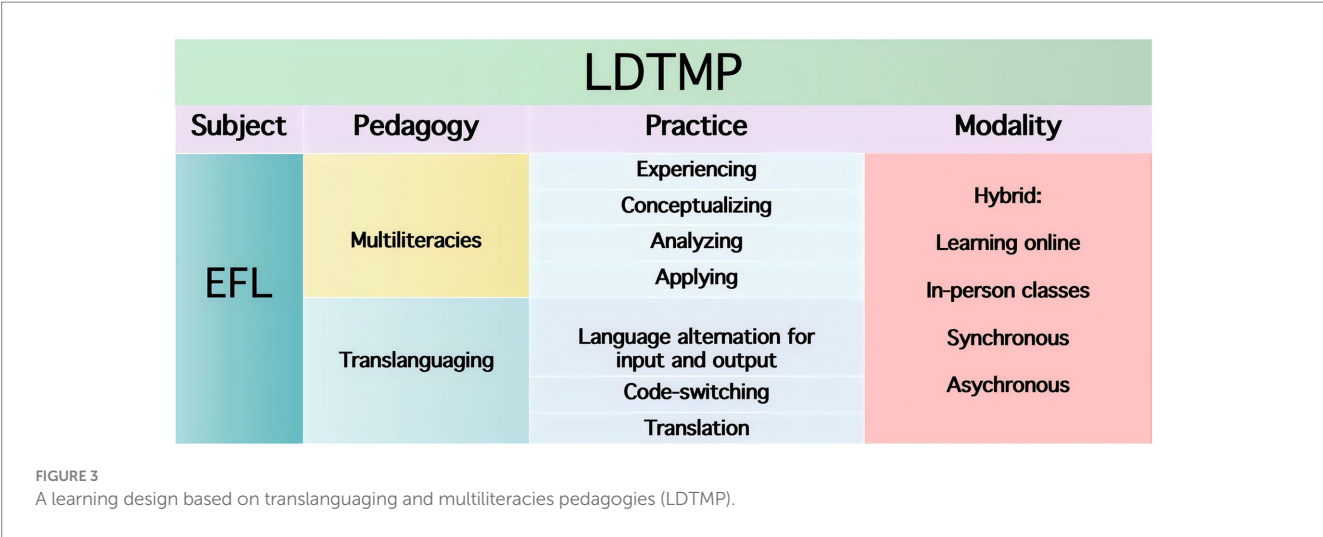 LDTMP
Subject Pedagogy Practice Modality
EFL
Multiliteracies
Experiencing
Conceptualizing
Analyzing
Applying
Translanguaging
Language alternation for
input and output
Code-switching
Translation
Hybrid:
Learning online
In-person classes
Synchronous
Asychronous
FIGURE 3
A learning design based on translanguaging and multiliteracies pedagogies (LDTMP).